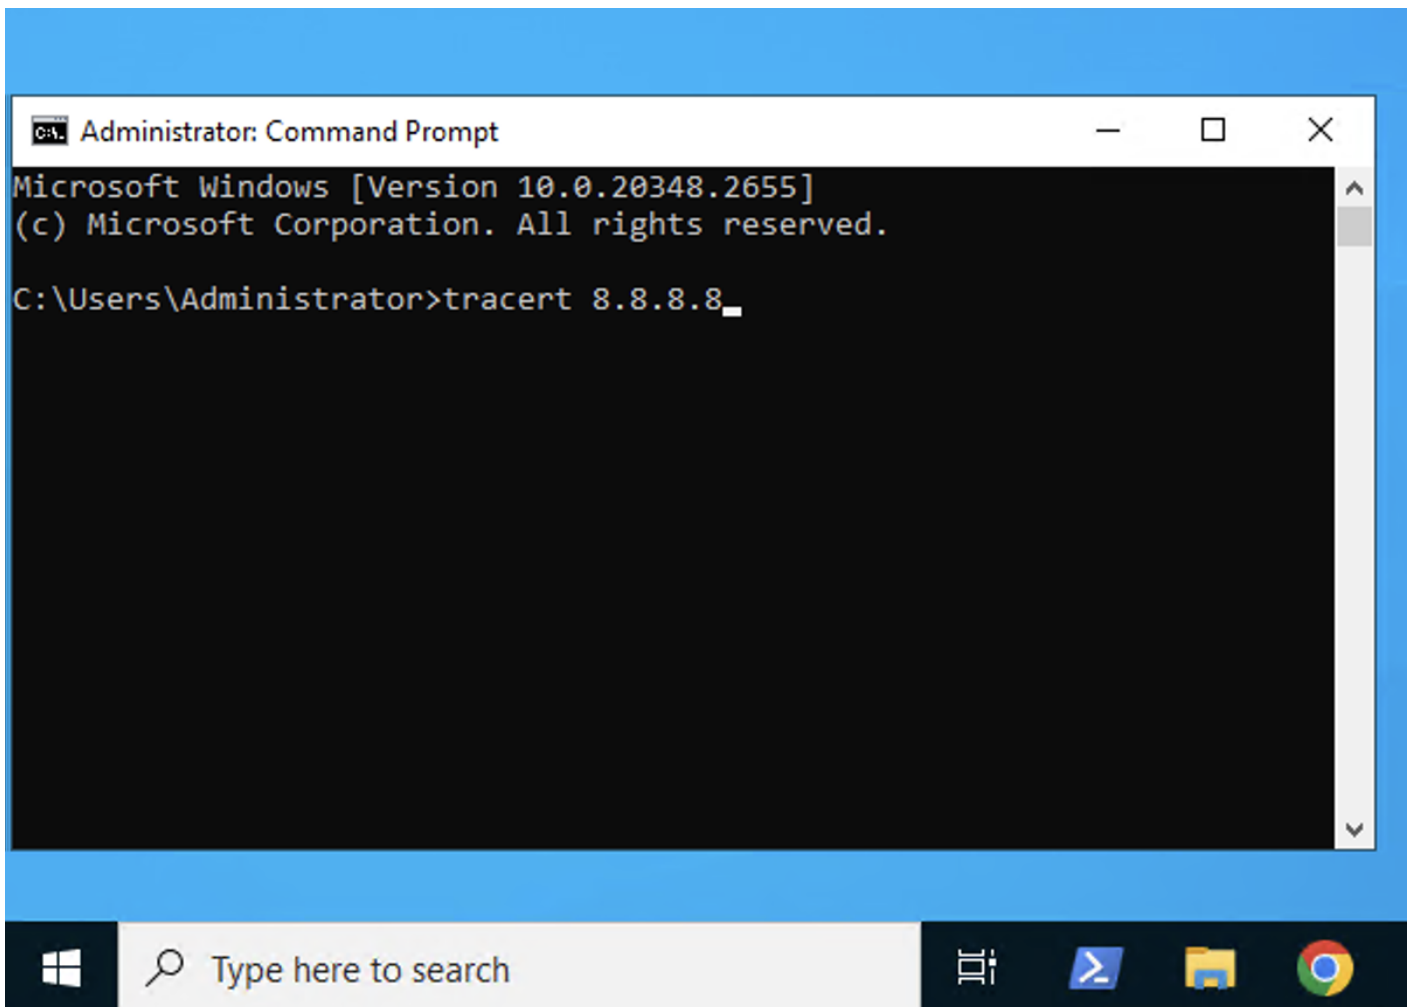 Administrator: Command Prompt
Microsoft Windows [Version 10.0.20348.2655]
(c) Microsoft Corporation. All rights reserved.
C:\Users\Administrator>tracert 8.8.8.8
Type here to search